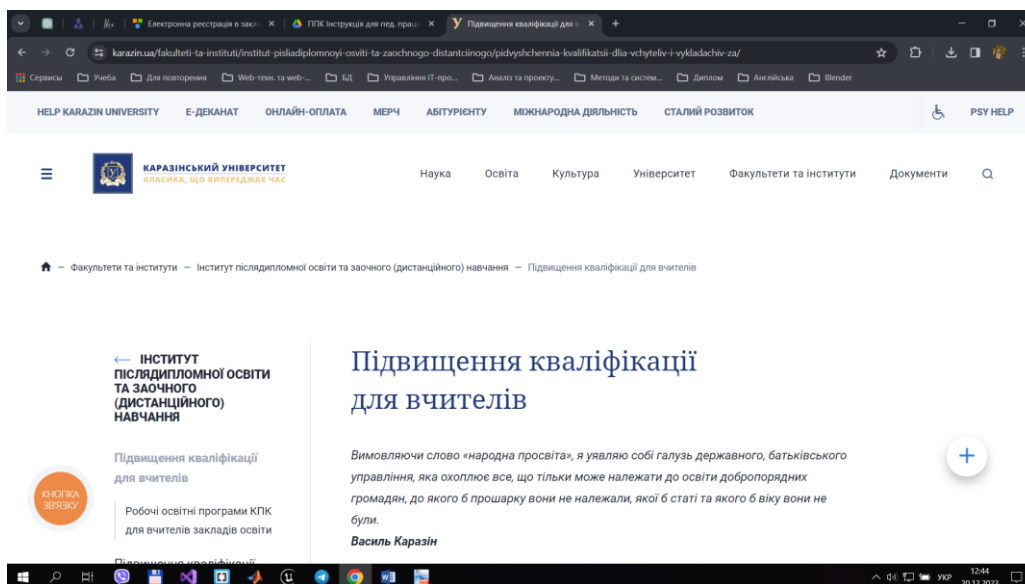 Електронна реєстрація в закл
ППК Інструкція для пед. праці
Підвищення кваліфікації для в
karazin.ua/fakulteti-ta-instituti/institut-pisliadiplomnoyi-osviti-ta-zaochnogo-distantciinogo/pidvyshchennia-kvalifikatsii-dlia-vchyteliv-i-vykladachiv-za/
Сервисы Учеба Для повторения Web-техн. та web-... БД Управління IT-про... Аналіз та проекту... Методи та систем... Диплом Англійська Blender
HELP KARAZIN UNIVERSITY Е-ДЕКАНАТ ОНЛАЙН-ОПЛАТА МЕРЧ АБІТУРІЄНТУ МІЖНАРОДНА ДІЯЛЬНІСТЬ СТАЛИЙ РОЗВИТОК PSY HELP
КАРАЗІНСЬКИЙ УНІВЕРСИТЕТ
КЛАСИКА, ЩО ВИПЕРЕДЖАЄ ЧАС
Наука Освіта Культура Університет Факультети та інститути Документи
— Факультети та інститути — Інститут післядипломної освіти та заочного (дистанційного) навчання — Підвищення кваліфікації для вчителів
← ІНСТИТУТ
ПІСЛЯДИПЛОМНОЇ ОСВІТИ
ТА ЗАОЧНОГО
(ДИСТАНЦІЙНОГО)
НАВЧАННЯ
Підвищення кваліфікації
для вчителів
Робочі освітні програми КПК
для вчителів закладів освіти
Підвищення кваліфікації
КНОПКА
ЗВ'ЯЗКУ
Підвищення кваліфікації
для вчителів
Вимовляючи слово «народна просвіта», я уявляю собі галузь державного, батьківського
управління, яка охоплює все, що тільки може належати до освіти добропорядних
громадян, до якого б прошарку вони не належали, якої б статі та якого б віку вони не
були.
Василь Каразін
УКР
12:44
20.12.2023